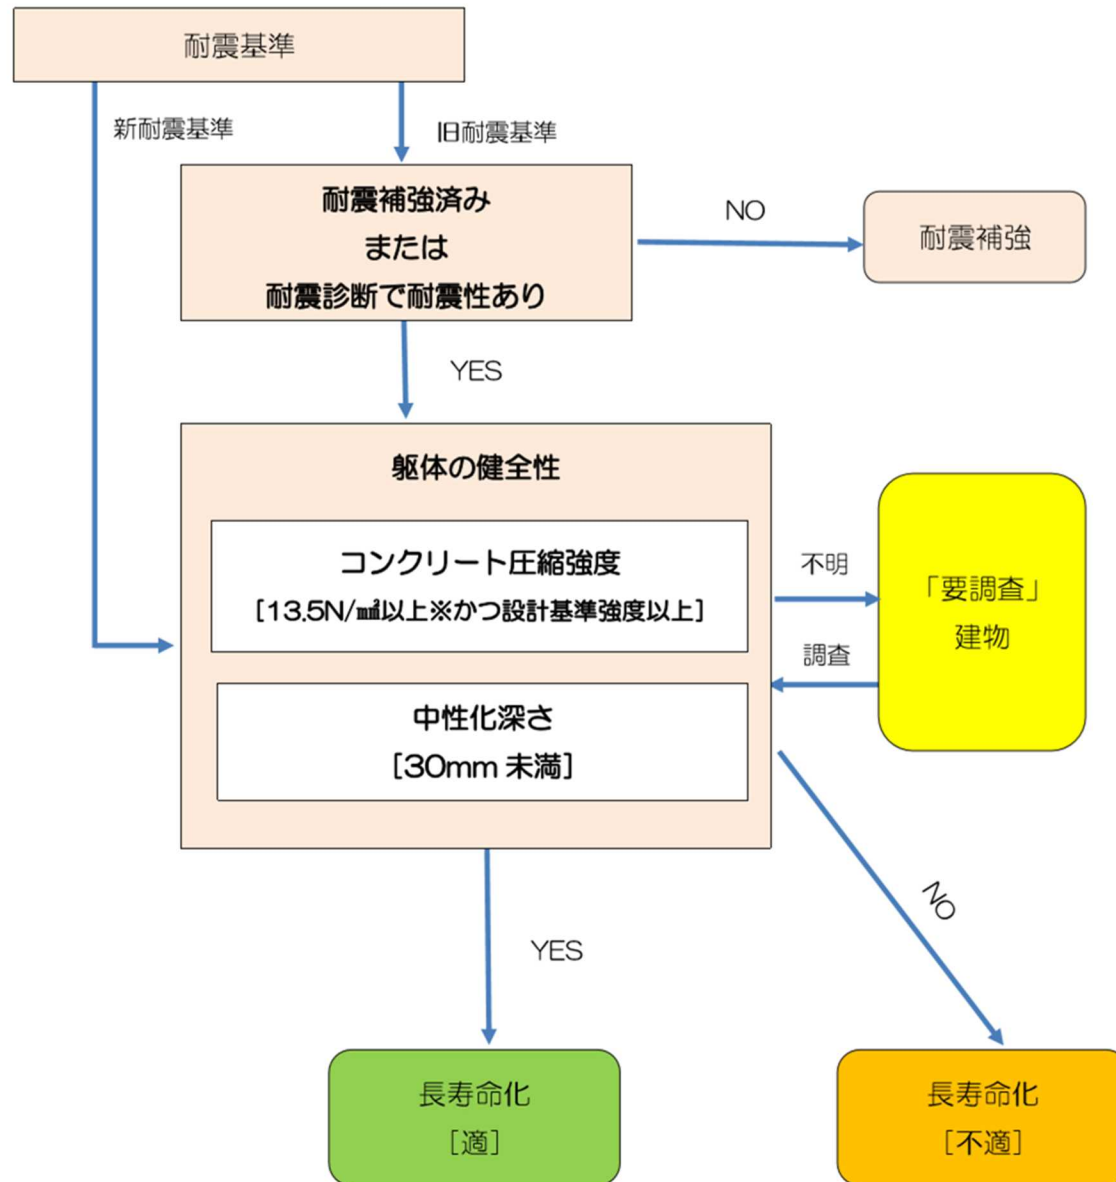 耐震基準
新耐震基準
旧耐震基準
耐震補強済み
または
耐震診断で耐震性あり
NO
耐震補強
YES
躯体の健全性
コンクリート圧縮強度
[13.5N/㎟以上※かつ設計基準強度以上]
不明
「要調査」
建物
調査
中性化深さ
[30mm 未満]
NO
YES
長寿命化
[適]
長寿命化
[不適]